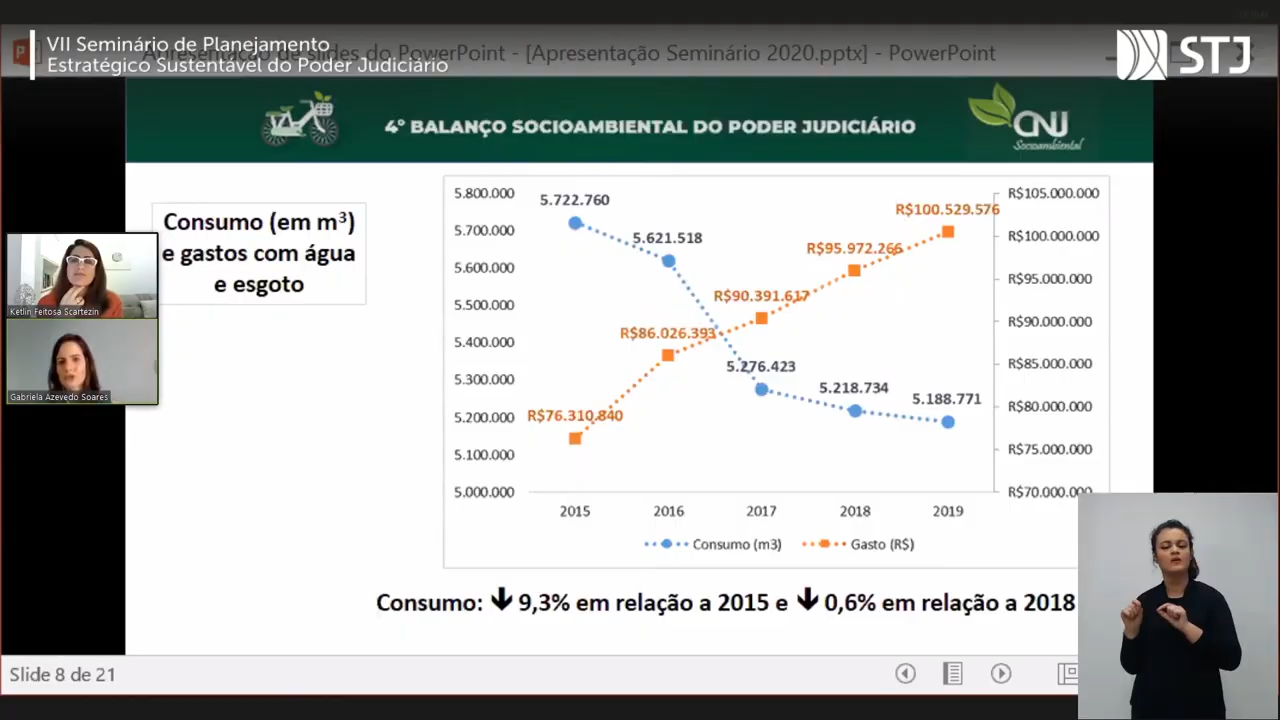 VII Seminário de Planejamento
Estratégico Sustentável do Poder Judiciário
Apresentação de slides do PowerPoint - [Apresentação Seminário 2020.pptx] - PowerPoint
STJ
4º BALANÇO SOCIOAMBIENTAL DO PODER JUDICIÁRIO
CNJ
Socioambiental
Consumo (em m³)
e gastos com água
e esgoto
Ketlin Feitosa Scartezin
Gabriela Azevedo Soares
5.800.000
5.700.000
5.600.000
5.500.000
5.400.000
5.300.000
5.200.000
5.100.000
5.000.000
5.722.760
5.621.518
5.276.423
5.218.734
5.188.771
R$76.310.840
R$86.026.393
R$90.391.617
R$95.972.266
R$100.529.576
R$105.000.000
R$100.000.000
R$95.000.000
R$90.000.000
R$85.000.000
R$80.000.000
R$75.000.000
R$70.000.000
2015 2016 2017 2018 2019
Consumo (m3) Gasto (R$)
Consumo: 🡇 9,3% em relação a 2015 e 🡇 0,6% em relação a 2018
Slide 8 de 21